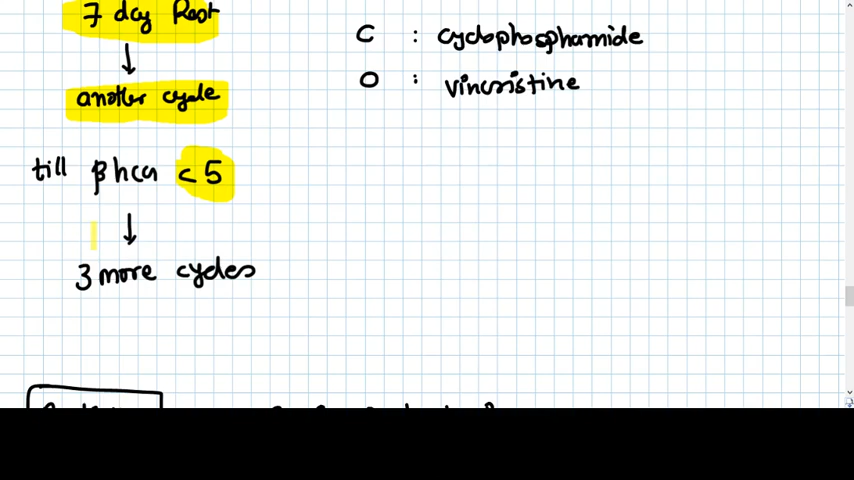 7 day Rest
↓
another cycle
till βhcg < 5
↓
3 more cycles
C : cyclophosphamide
O : vincristine